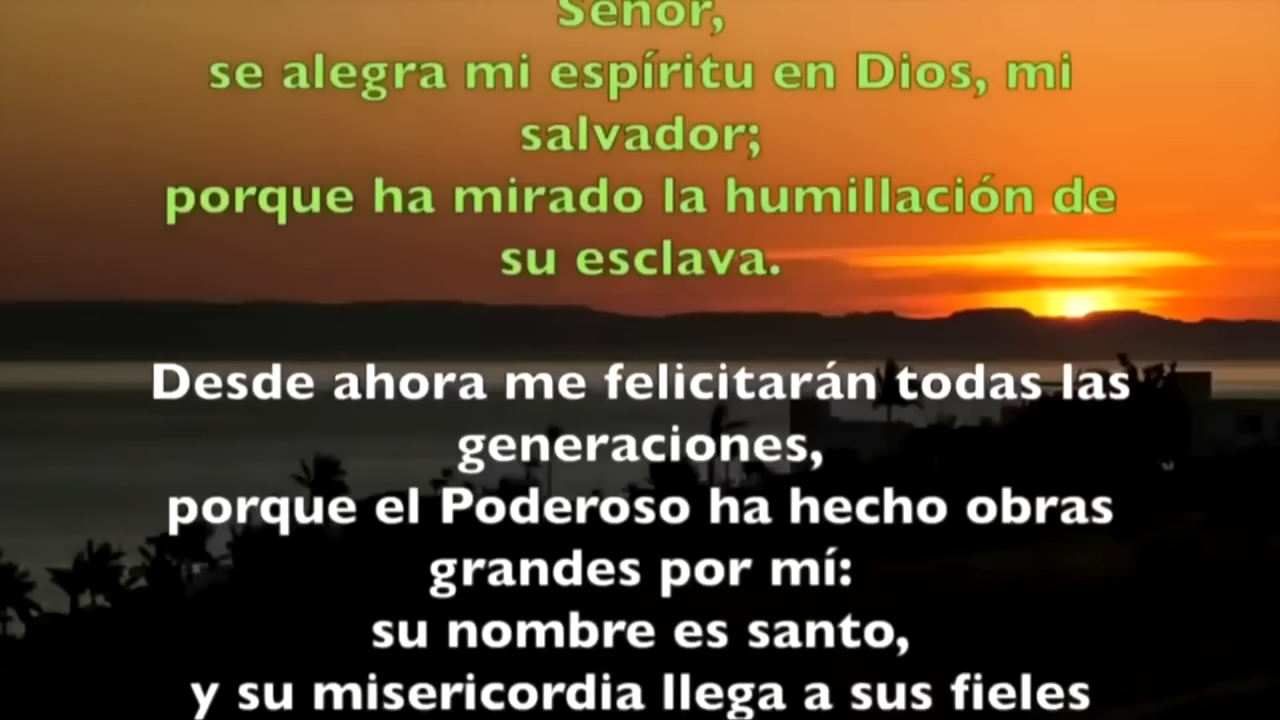 Señor,
se alegra mi espíritu en Dios, mi
salvador;
porque ha mirado la humillación de
su esclava.
Desde ahora me felicitarán todas las
generaciones,
porque el Poderoso ha hecho obras
grandes por mí:
su nombre es santo,
y su misericordia llega a sus fieles